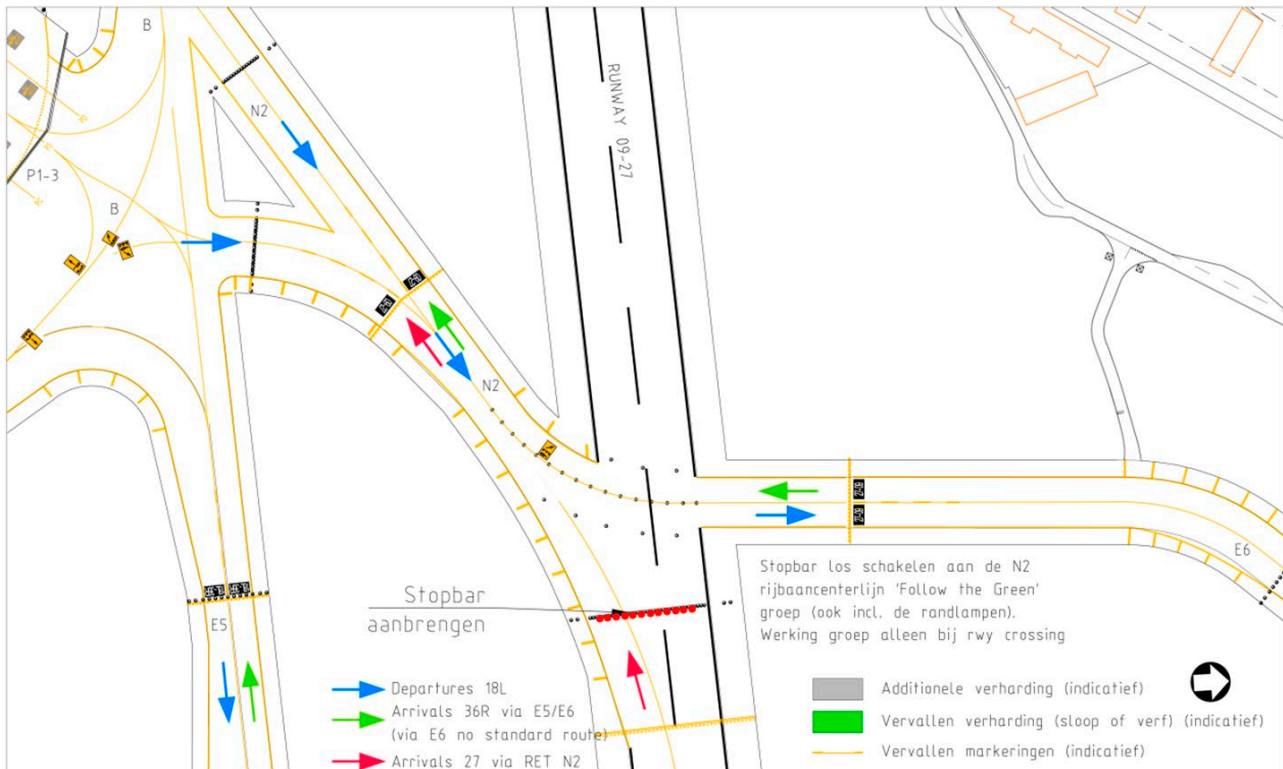 B
N2
RUNWAY 09-27
P1-3
B
N2
E6
Stopbar
aanbrengen
Stopbar los schakelen aan de N2
rijbaancenterlijn 'Follow the Green'
groep (ook incl. de randlampen).
Werking groep alleen bij rwy crossing
E5
Departures 18L
Arrivals 36R via E5/E6
(via E6 no standard route)
Arrivals 27 via RET N2
Additionele verharding (indicatief)
Vervallen verharding (sloop of verf) (indicatief)
Vervallen markeringen (indicatief)